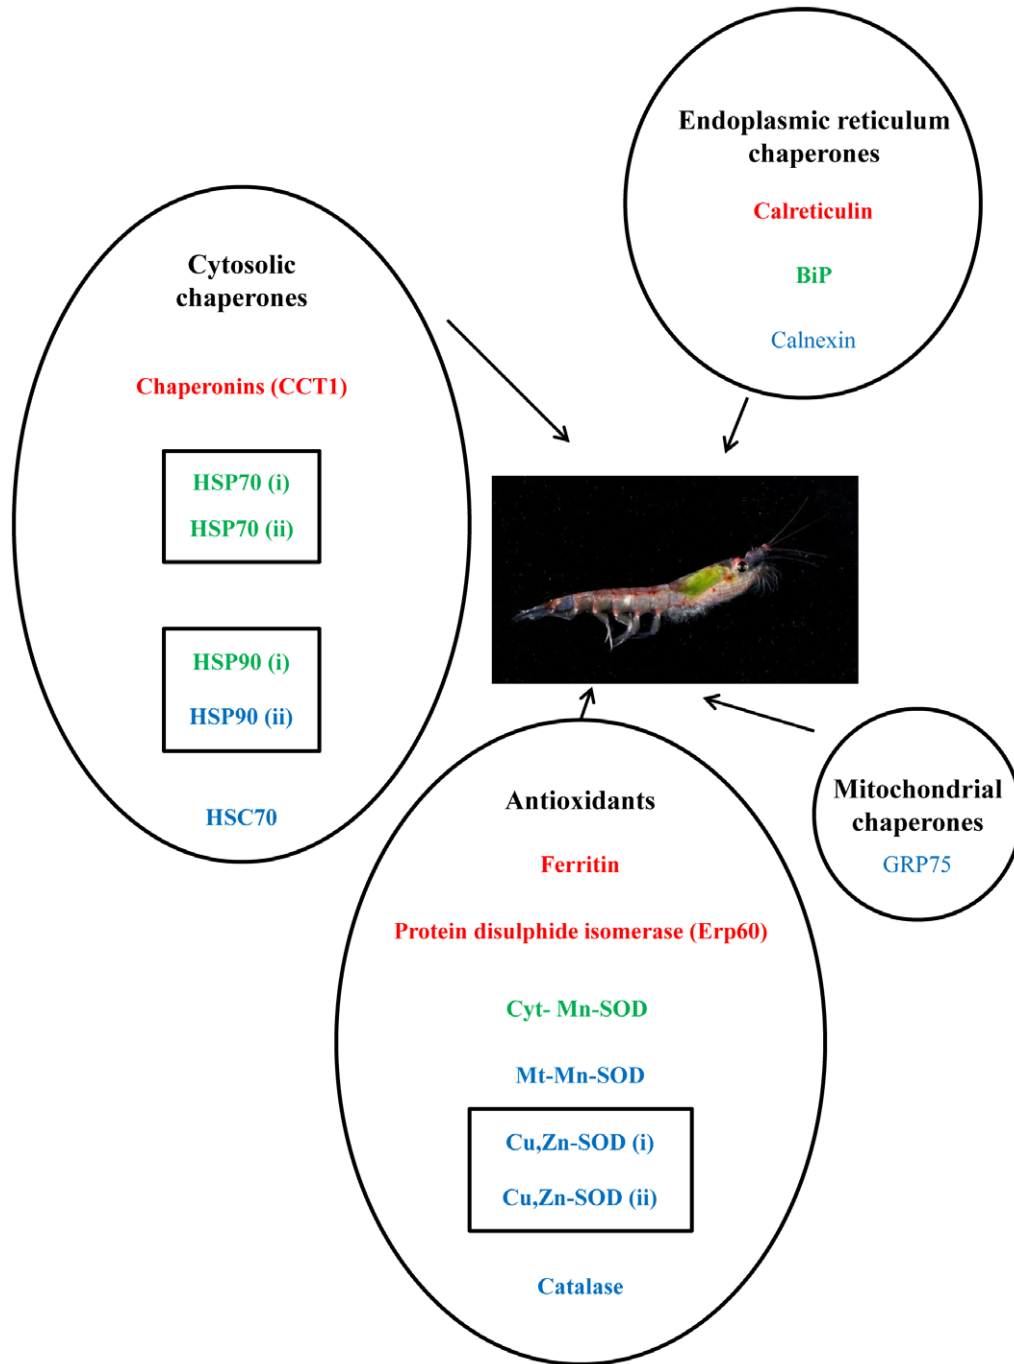 Endoplasmic reticulum
chaperones
Calreticulin
BiP
Calnexin
Cytosolic
chaperones
Chaperonins (CCT1)
HSP70 (i)
HSP70 (ii)
HSP90 (i)
HSP90 (ii)
HSC70
Antioxidants
Ferritin
Protein disulphide isomerase (Erp60)
Cyt- Mn-SOD
Mt-Mn-SOD
Cu,Zn-SOD (i)
Cu,Zn-SOD (ii)
Catalase
Mitochondrial
chaperones
GRP75